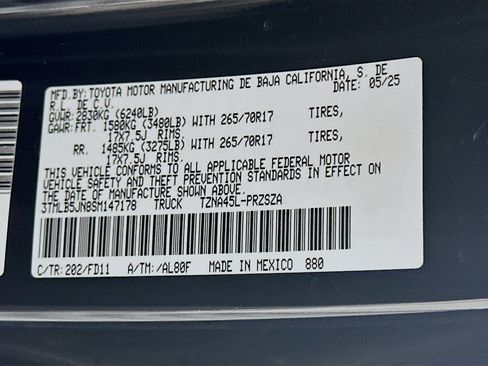 MFD.BY:TOYOTA MOTOR MANUFACTURING DE BAJA CALIFORNIA, S. DE
R.L. DE C.V. DATE: 05/25
GVWR:2830KG (6240LB)
GAWR:FRT. 1580KG (3480LB) WITH 265/70R17 TIRES,
17X7.5J RIMS.
RR. 1485KG (3275LB) WITH 265/70R17 TIRES,
17X7.5J RIMS.
THIS VEHICLE CONFORMS TO ALL APPLICABLE FEDERAL MOTOR
VEHICLE SAFETY AND THEFT PREVENTION STANDARDS IN EFFECT ON
THE DATE OF MANUFACTURE SHOWN ABOVE.
3TMLB5JN8SM147178 TRUCK TZNA45L-PRZSZA
C/TR:202/FD11 A/TM:/AL80F MADE IN MEXICO 880